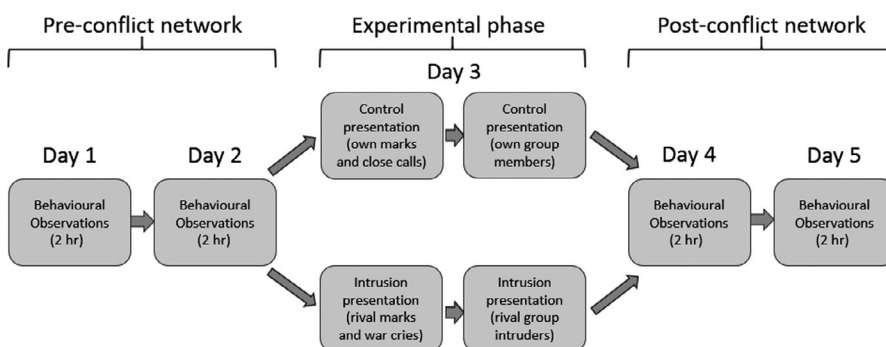 Pre-conflict network
Experimental phase
Post-conflict network
Day 3
Control
presentation
(own marks
and close calls)
Control
presentation
(own group
members)
Day 1
Day 2
Day 4
Day 5
Behavioural
Observations
(2 hr)
Behavioural
Observations
(2 hr)
Behavioural
Observations
(2 hr)
Behavioural
Observations
(2 hr)
Intrusion
presentation
(rival marks
and war cries)
Intrusion
presentation
(rival group
intruders)